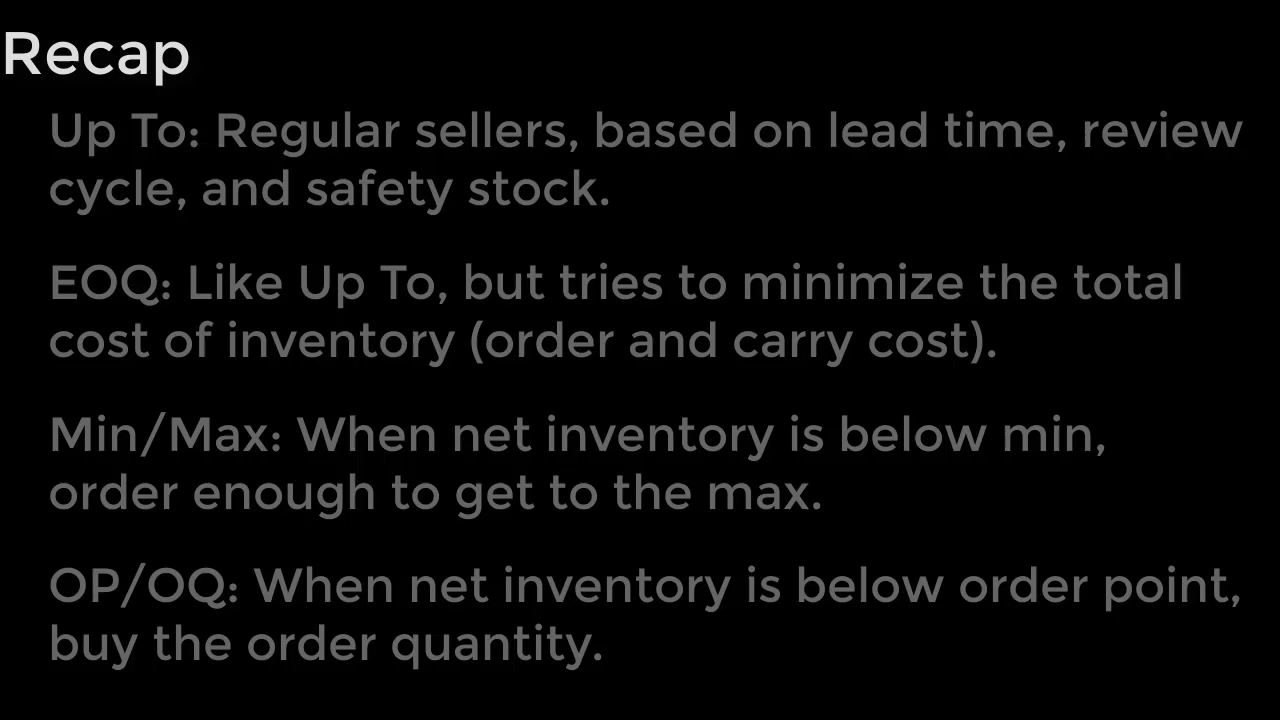 Recap
Up To: Regular sellers, based on lead time, review
cycle, and safety stock.
EOQ: Like Up To, but tries to minimize the total
cost of inventory (order and carry cost).
Min/Max: When net inventory is below min,
order enough to get to the max.
OP/OQ: When net inventory is below order point,
buy the order quantity.